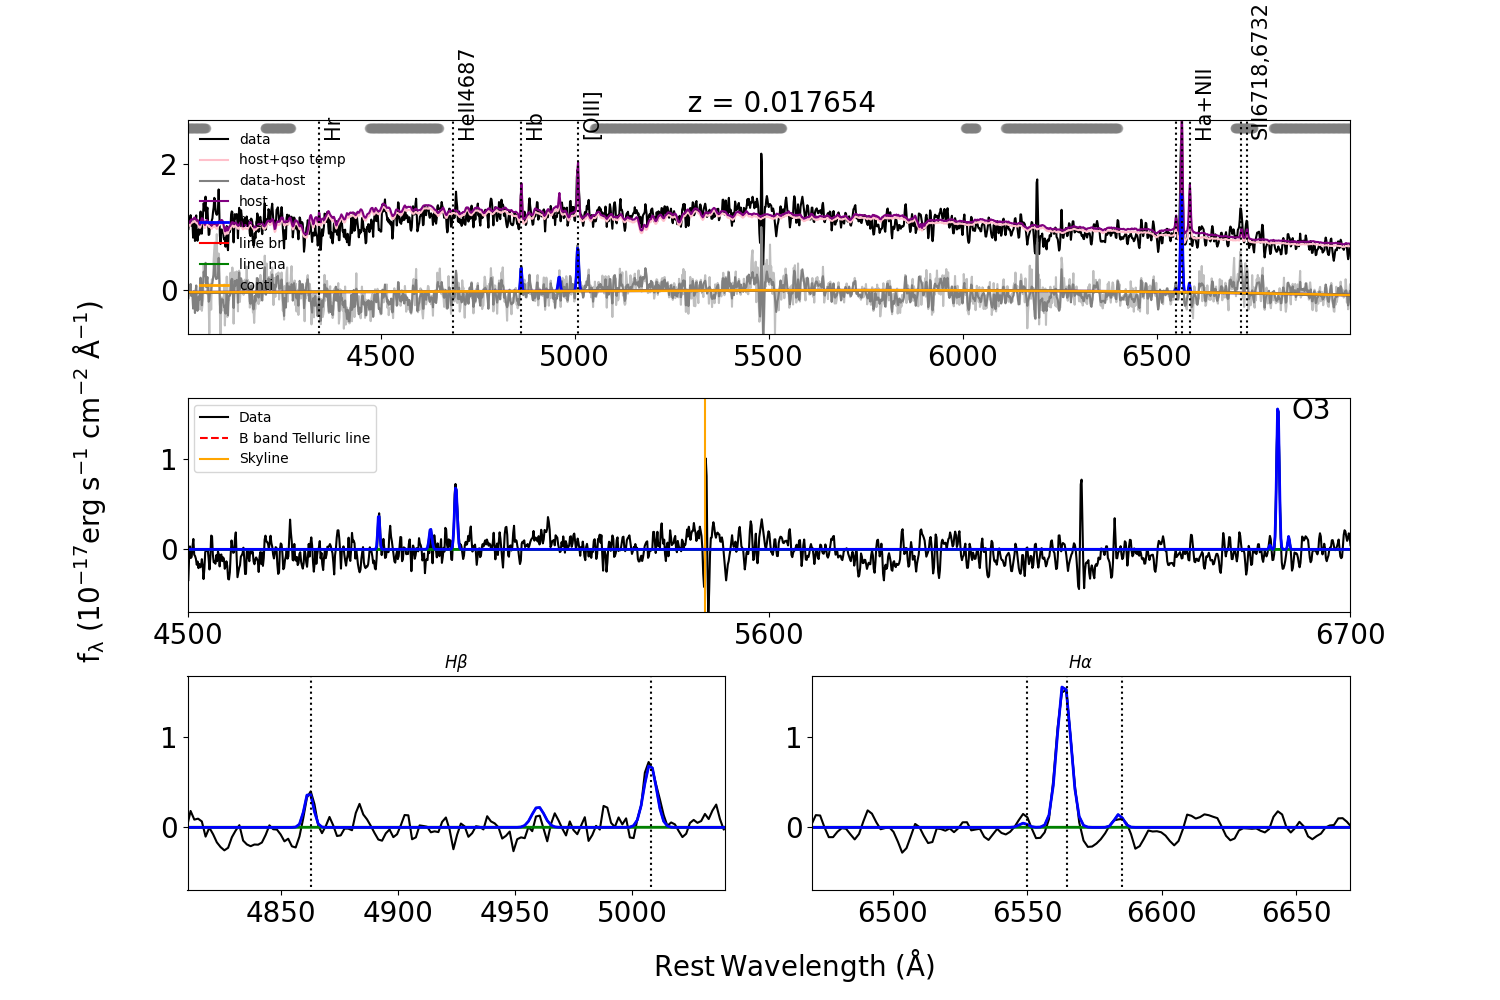 z = 0.017654
Hr
HeII4687
Hb
[OIII]
Ha+NII
SII6718,6732
data
host+qso temp
data-host
host
line br
line na
conti
2
0
4500 5000 5500 6000 6500
f_λ (10^−17 erg s^−1 cm^−2 Å^−1)
Data
B band Telluric line
Skyline
O3
1
0
4500 5600 6700
Hβ
Hα
1
0
4850 4900 4950 5000
1
0
6500 6550 6600 6650
Rest Wavelength (Å)